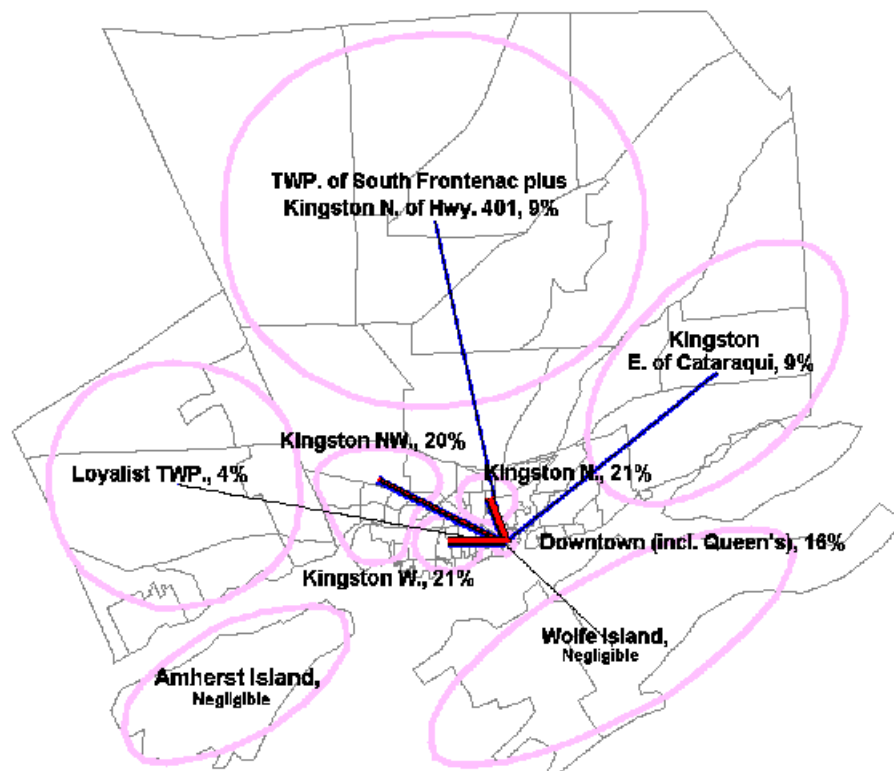 TWP. of South Frontenac plus
Kingston N. of Hwy. 401, 9%
Kingston
E. of Cataraqui, 9%
Kingston NW., 20%
Loyalist TWP., 4%
Kingston N., 21%
Downtown (incl. Queen's), 16%
Kingston W., 21%
Wolfe Island,
Negligible
Amherst Island,
Negligible